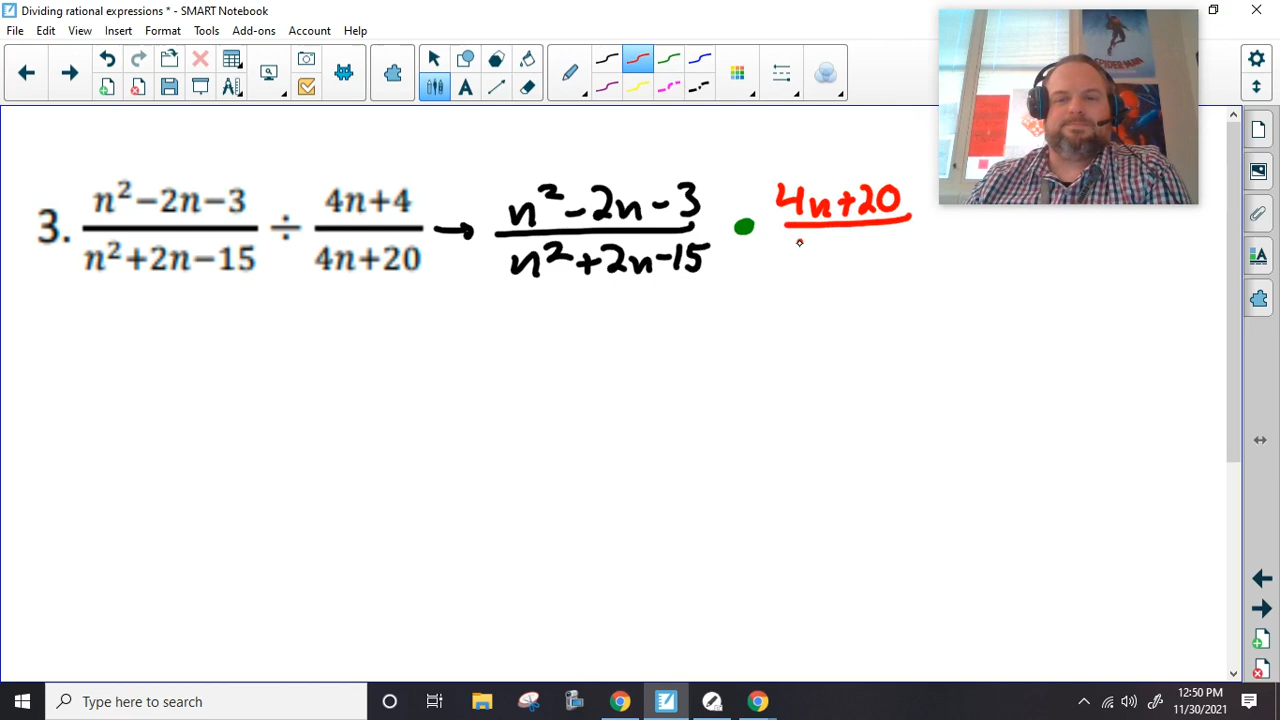 Dividing rational expressions * - SMART Notebook
File Edit View Insert Format Tools Add-ons Account Help
3. n²−2n−3 / n²+2n−15 ÷ 4n+4 / 4n+20 → n²-2n-3 / n²+2n-15 • 4n+20
Type here to search
12:50 PM
11/30/2021